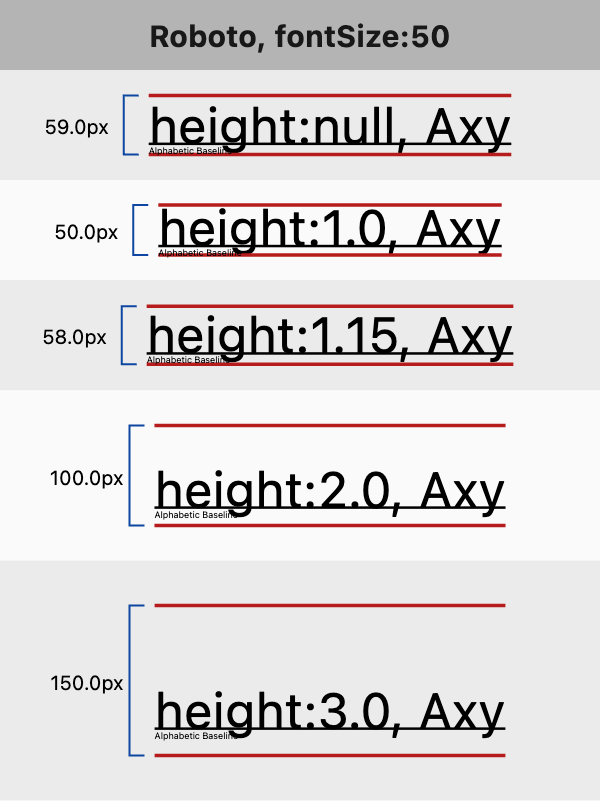 Roboto, fontSize:50
59.0px
height:null, Axy
Alphabetic Baseline
50.0px
height:1.0, Axy
Alphabetic Baseline
58.0px
height:1.15, Axy
Alphabetic Baseline
100.0px
height:2.0, Axy
Alphabetic Baseline
150.0px
height:3.0, Axy
Alphabetic Baseline